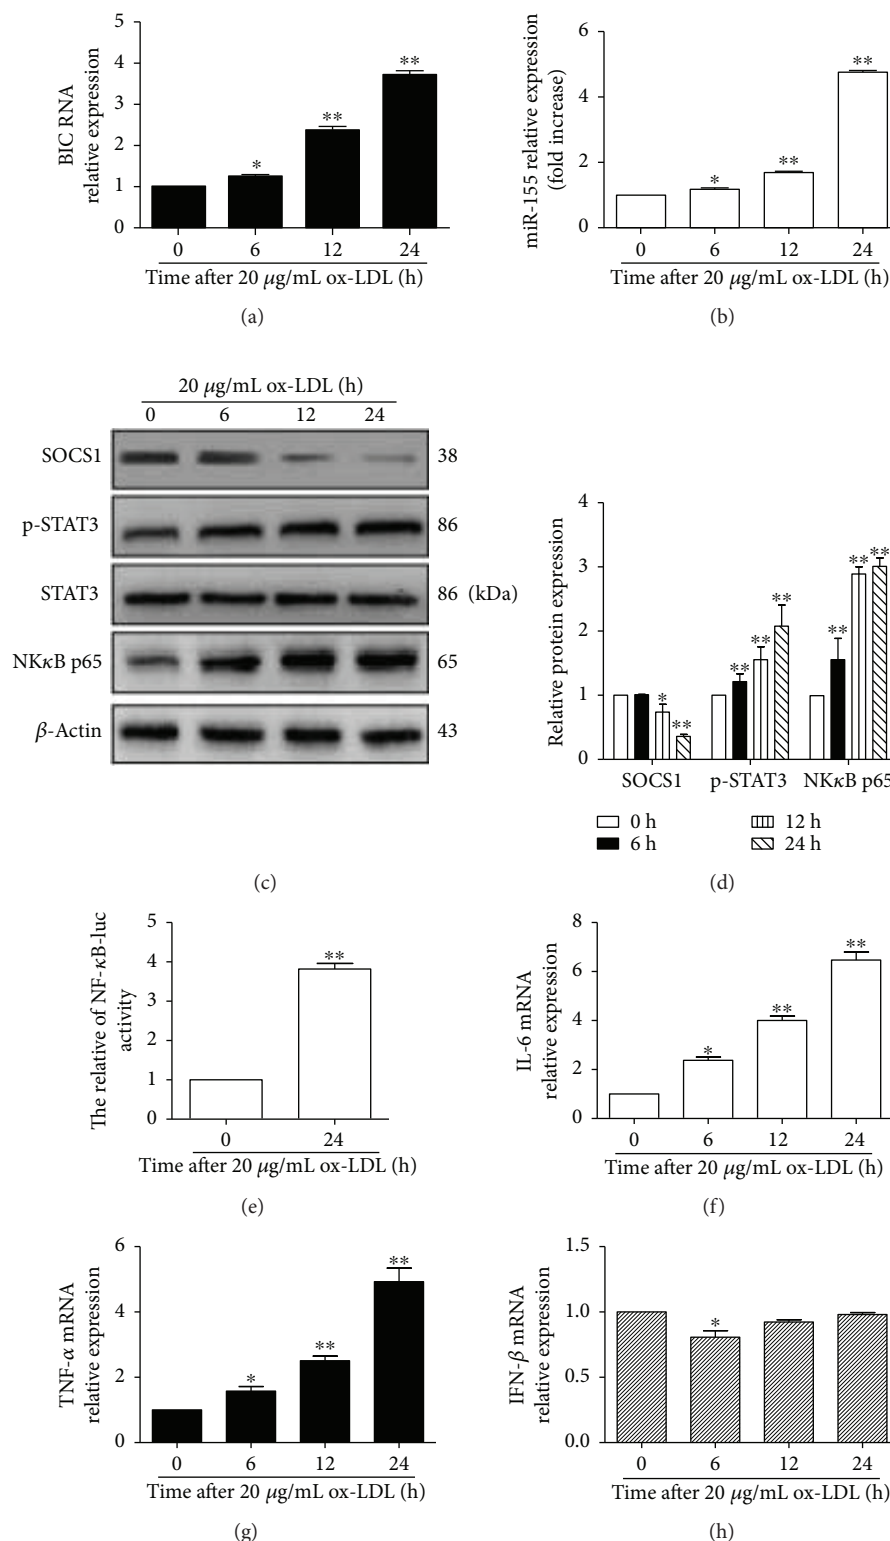 BIC RNA
relative expression
5
4
3
2
1
0
*
**
**
0 6 12 24
Time after 20 μg/mL ox-LDL (h)
(a)
miR-155 relative expression
(fold increase)
6
4
2
0
*
**
**
0 6 12 24
Time after 20 μg/mL ox-LDL (h)
(b)
20 μg/mL ox-LDL (h)
0 6 12 24
SOCS1 38
p-STAT3 86
STAT3 86 (kDa)
NKκB p65 65
β-Actin 43
(c)
Relative protein expression
4
3
2
1
0
*
**
**
**
**
**
**
**
SOCS1 p-STAT3 NKκB p65
0 h 12 h
6 h 24 h
(d)
The relative of NF-κB-luc
activity
5
4
3
2
1
0
**
0 24
Time after 20 μg/mL ox-LDL (h)
(e)
IL-6 mRNA
relative expression
8
6
4
2
0
*
**
**
0 6 12 24
Time after 20 μg/mL ox-LDL (h)
(f)
TNF-α mRNA
relative expression
6
4
2
0
*
**
**
0 6 12 24
Time after 20 μg/mL ox-LDL (h)
(g)
IFN-β mRNA
relative expression
1.5
1.0
0.5
0.0
*
0 6 12 24
Time after 20 μg/mL ox-LDL (h)
(h)